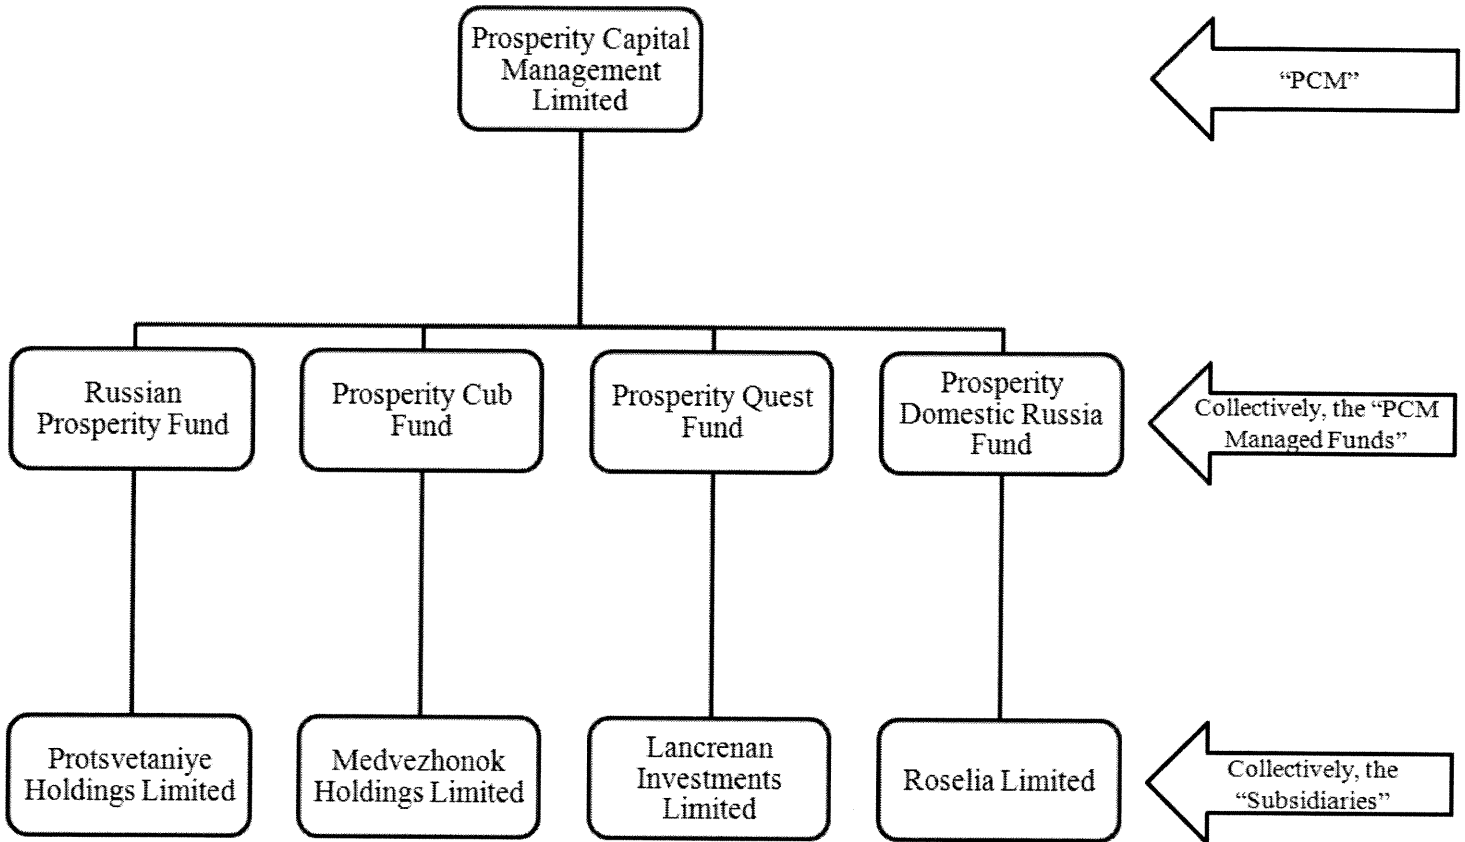 Prosperity Capital
Management
Limited
“PCM”
Russian
Prosperity Fund
Prosperity Cub
Fund
Prosperity Quest
Fund
Prosperity
Domestic Russia
Fund
Collectively, the “PCM
Managed Funds”
Protsvetaniye
Holdings Limited
Medvezhonok
Holdings Limited
Lancrenan
Investments
Limited
Roselia Limited
Collectively, the
“Subsidiaries”